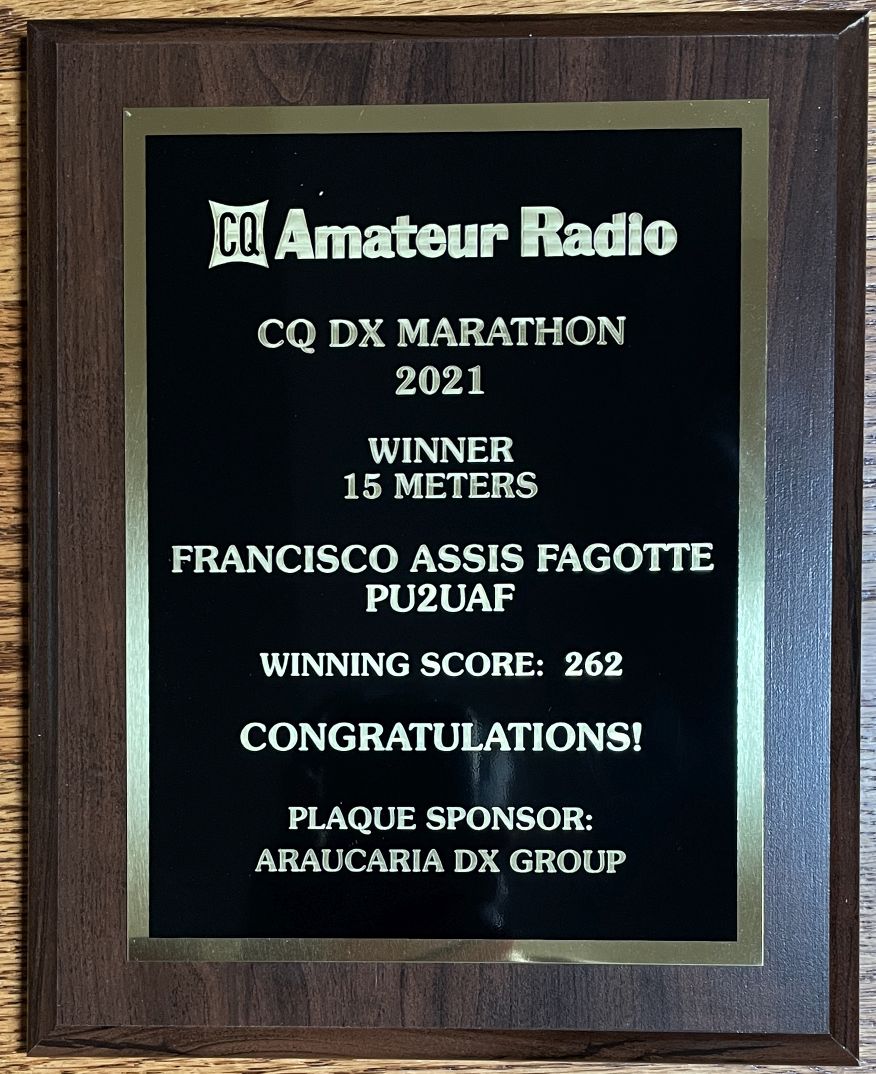 CQ Amateur Radio
CQ DX MARATHON
2021
WINNER
15 METERS
FRANCISCO ASSIS FAGOTTE
PU2UAF
WINNING SCORE: 262
CONGRATULATIONS!
PLAQUE SPONSOR:
ARAUCARIA DX GROUP